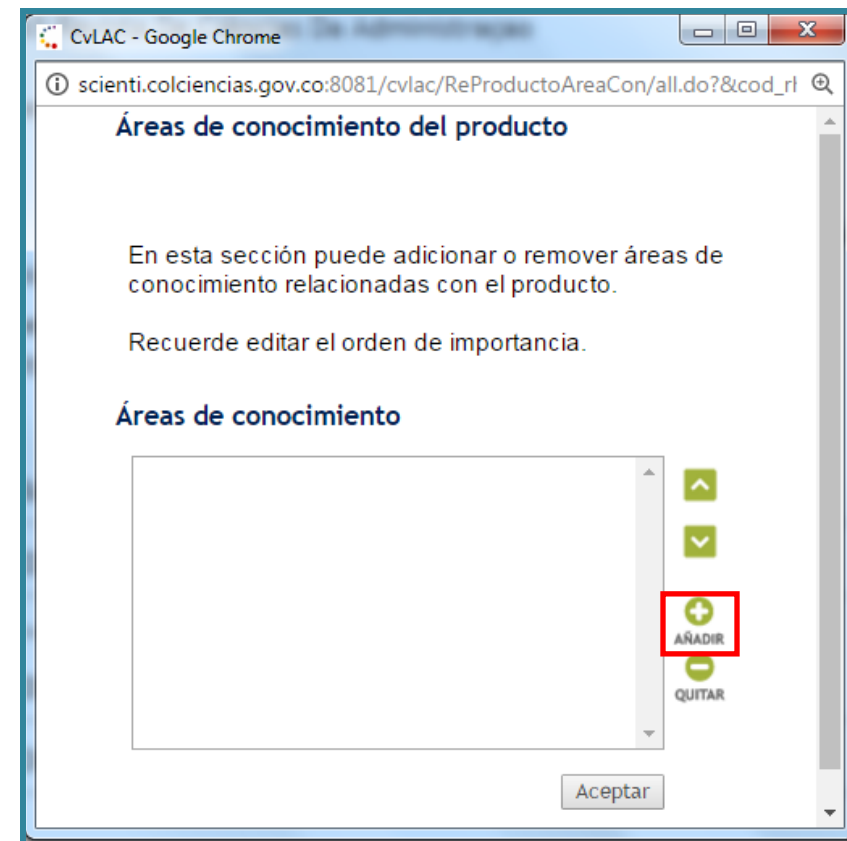 CvLAC - Google Chrome
scienti.colciencias.gov.co:8081/cvlac/ReProductoAreaCon/all.do?&cod_rh
Áreas de conocimiento del producto
En esta sección puede adicionar o remover áreas de
conocimiento relacionadas con el producto.
Recuerde editar el orden de importancia.
Áreas de conocimiento
AÑADIR
QUITAR
Aceptar